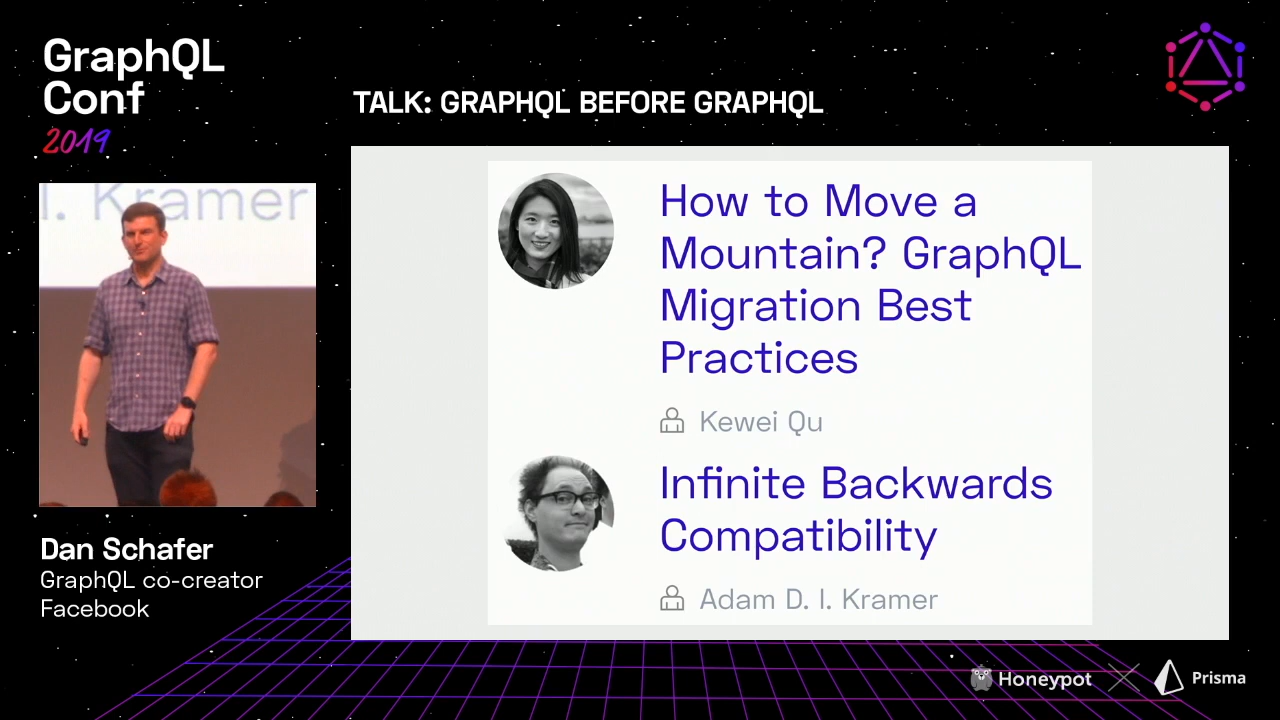 GraphQL
Conf
2019
TALK: GRAPHQL BEFORE GRAPHQL
I. Kramer
Dan Schafer
GraphQL co-creator
Facebook
How to Move a
Mountain? GraphQL
Migration Best
Practices
Kewei Qu
Infinite Backwards
Compatibility
Adam D. I. Kramer
Honeypot
Prisma